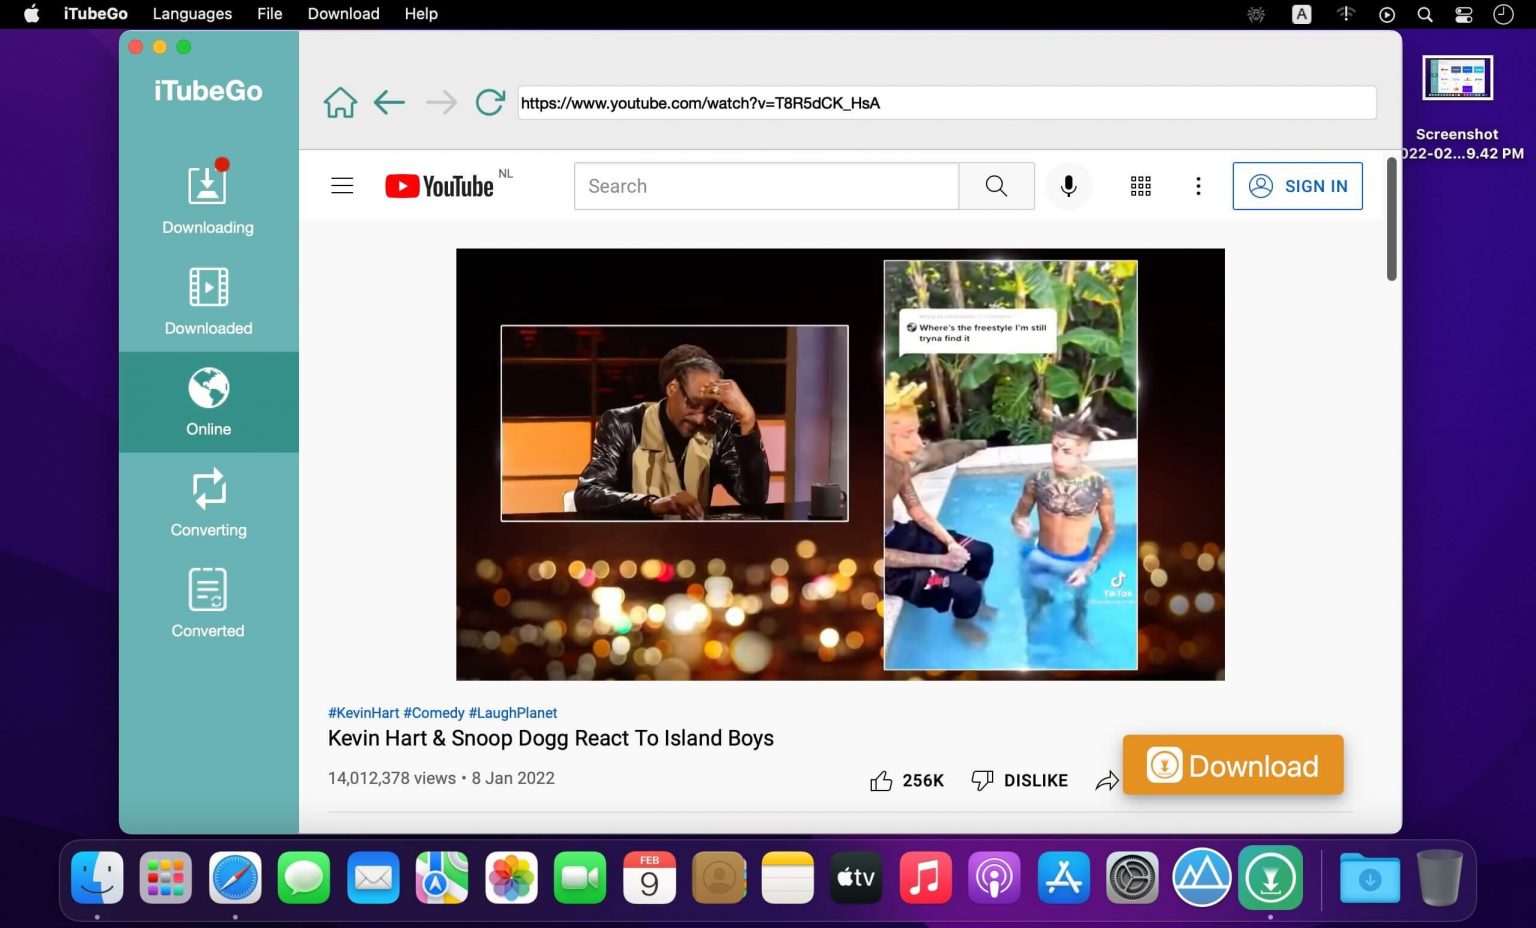 iTubeGo Languages File Download Help
A
iTubeGo
https://www.youtube.com/watch?v=T8R5dCK_HsA
Screenshot
022-02...9.42 PM
YouTube NL
Search
SIGN IN
Downloading
Downloaded
Online
Converting
Converted
Where's the freestyle I'm still
tryna find it
TikTok
#KevinHart #Comedy #LaughPlanet
Kevin Hart & Snoop Dogg React To Island Boys
14,012,378 views • 8 Jan 2022
256K
DISLIKE
Download
FEB
9
tv